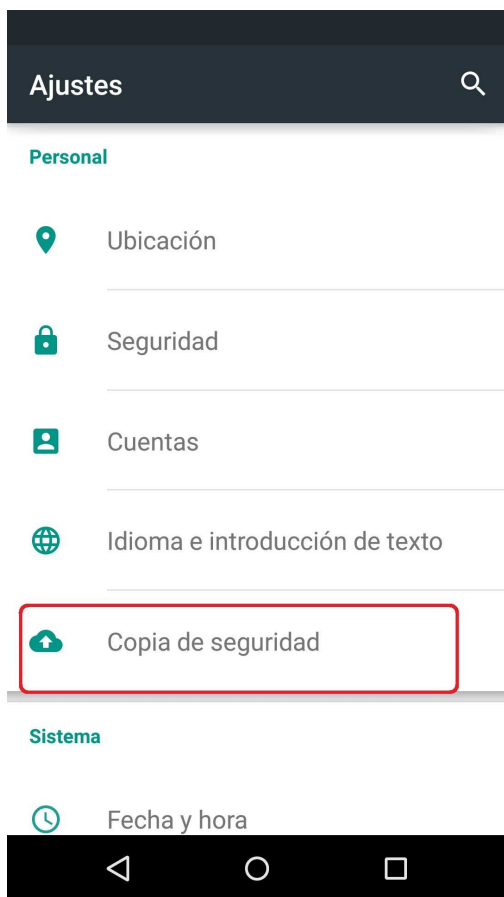 Ajustes
Personal
Ubicación
Seguridad
Cuentas
Idioma e introducción de texto
Copia de seguridad
Sistema
Fecha y hora